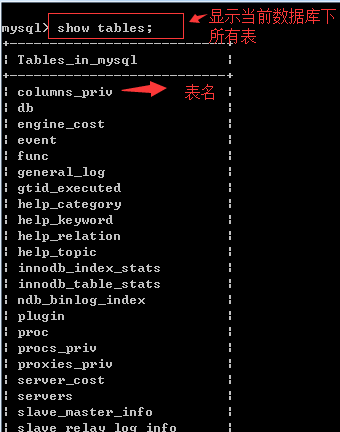 mysql> show tables;
显示当前数据库下
所有表
Tables_in_mysql
columns_priv
表名
db
engine_cost
event
func
general_log
gtid_executed
help_category
help_keyword
help_relation
help_topic
innodb_index_stats
innodb_table_stats
ndb_binlog_index
plugin
proc
procs_priv
proxies_priv
server_cost
servers
slave_master_info
slave_relay_log_info